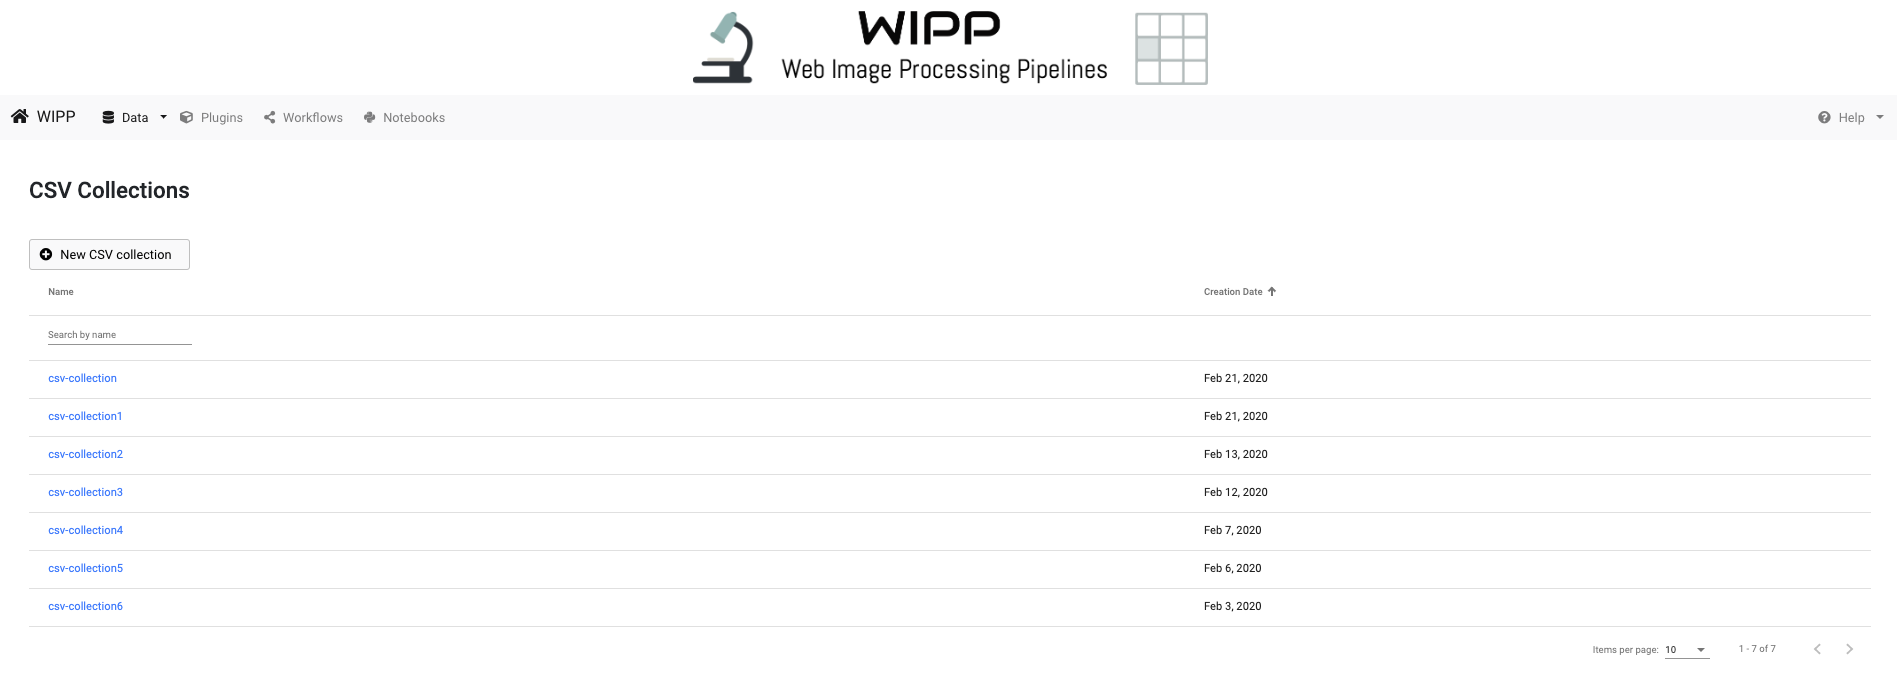 WIPP
Web Image Processing Pipelines
WIPP Data Plugins Workflows Notebooks Help
CSV Collections
New CSV collection
Name Creation Date
Search by name
csv-collection Feb 21, 2020
csv-collection1 Feb 21, 2020
csv-collection2 Feb 13, 2020
csv-collection3 Feb 12, 2020
csv-collection4 Feb 7, 2020
csv-collection5 Feb 6, 2020
csv-collection6 Feb 3, 2020
Items per page: 10 1 - 7 of 7